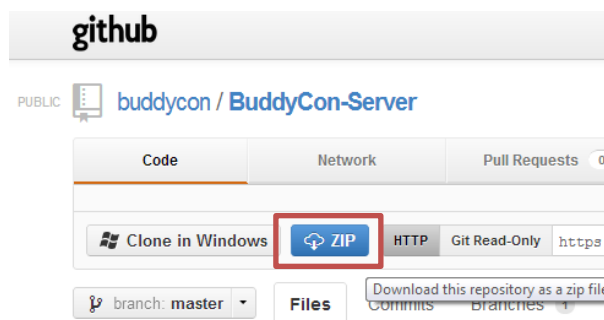 github
PUBLIC buddycon / BuddyCon-Server
Code Network Pull Requests
Clone in Windows ZIP HTTP Git Read-Only https
branch: master Files Commits Branches 1
Download this repository as a zip file